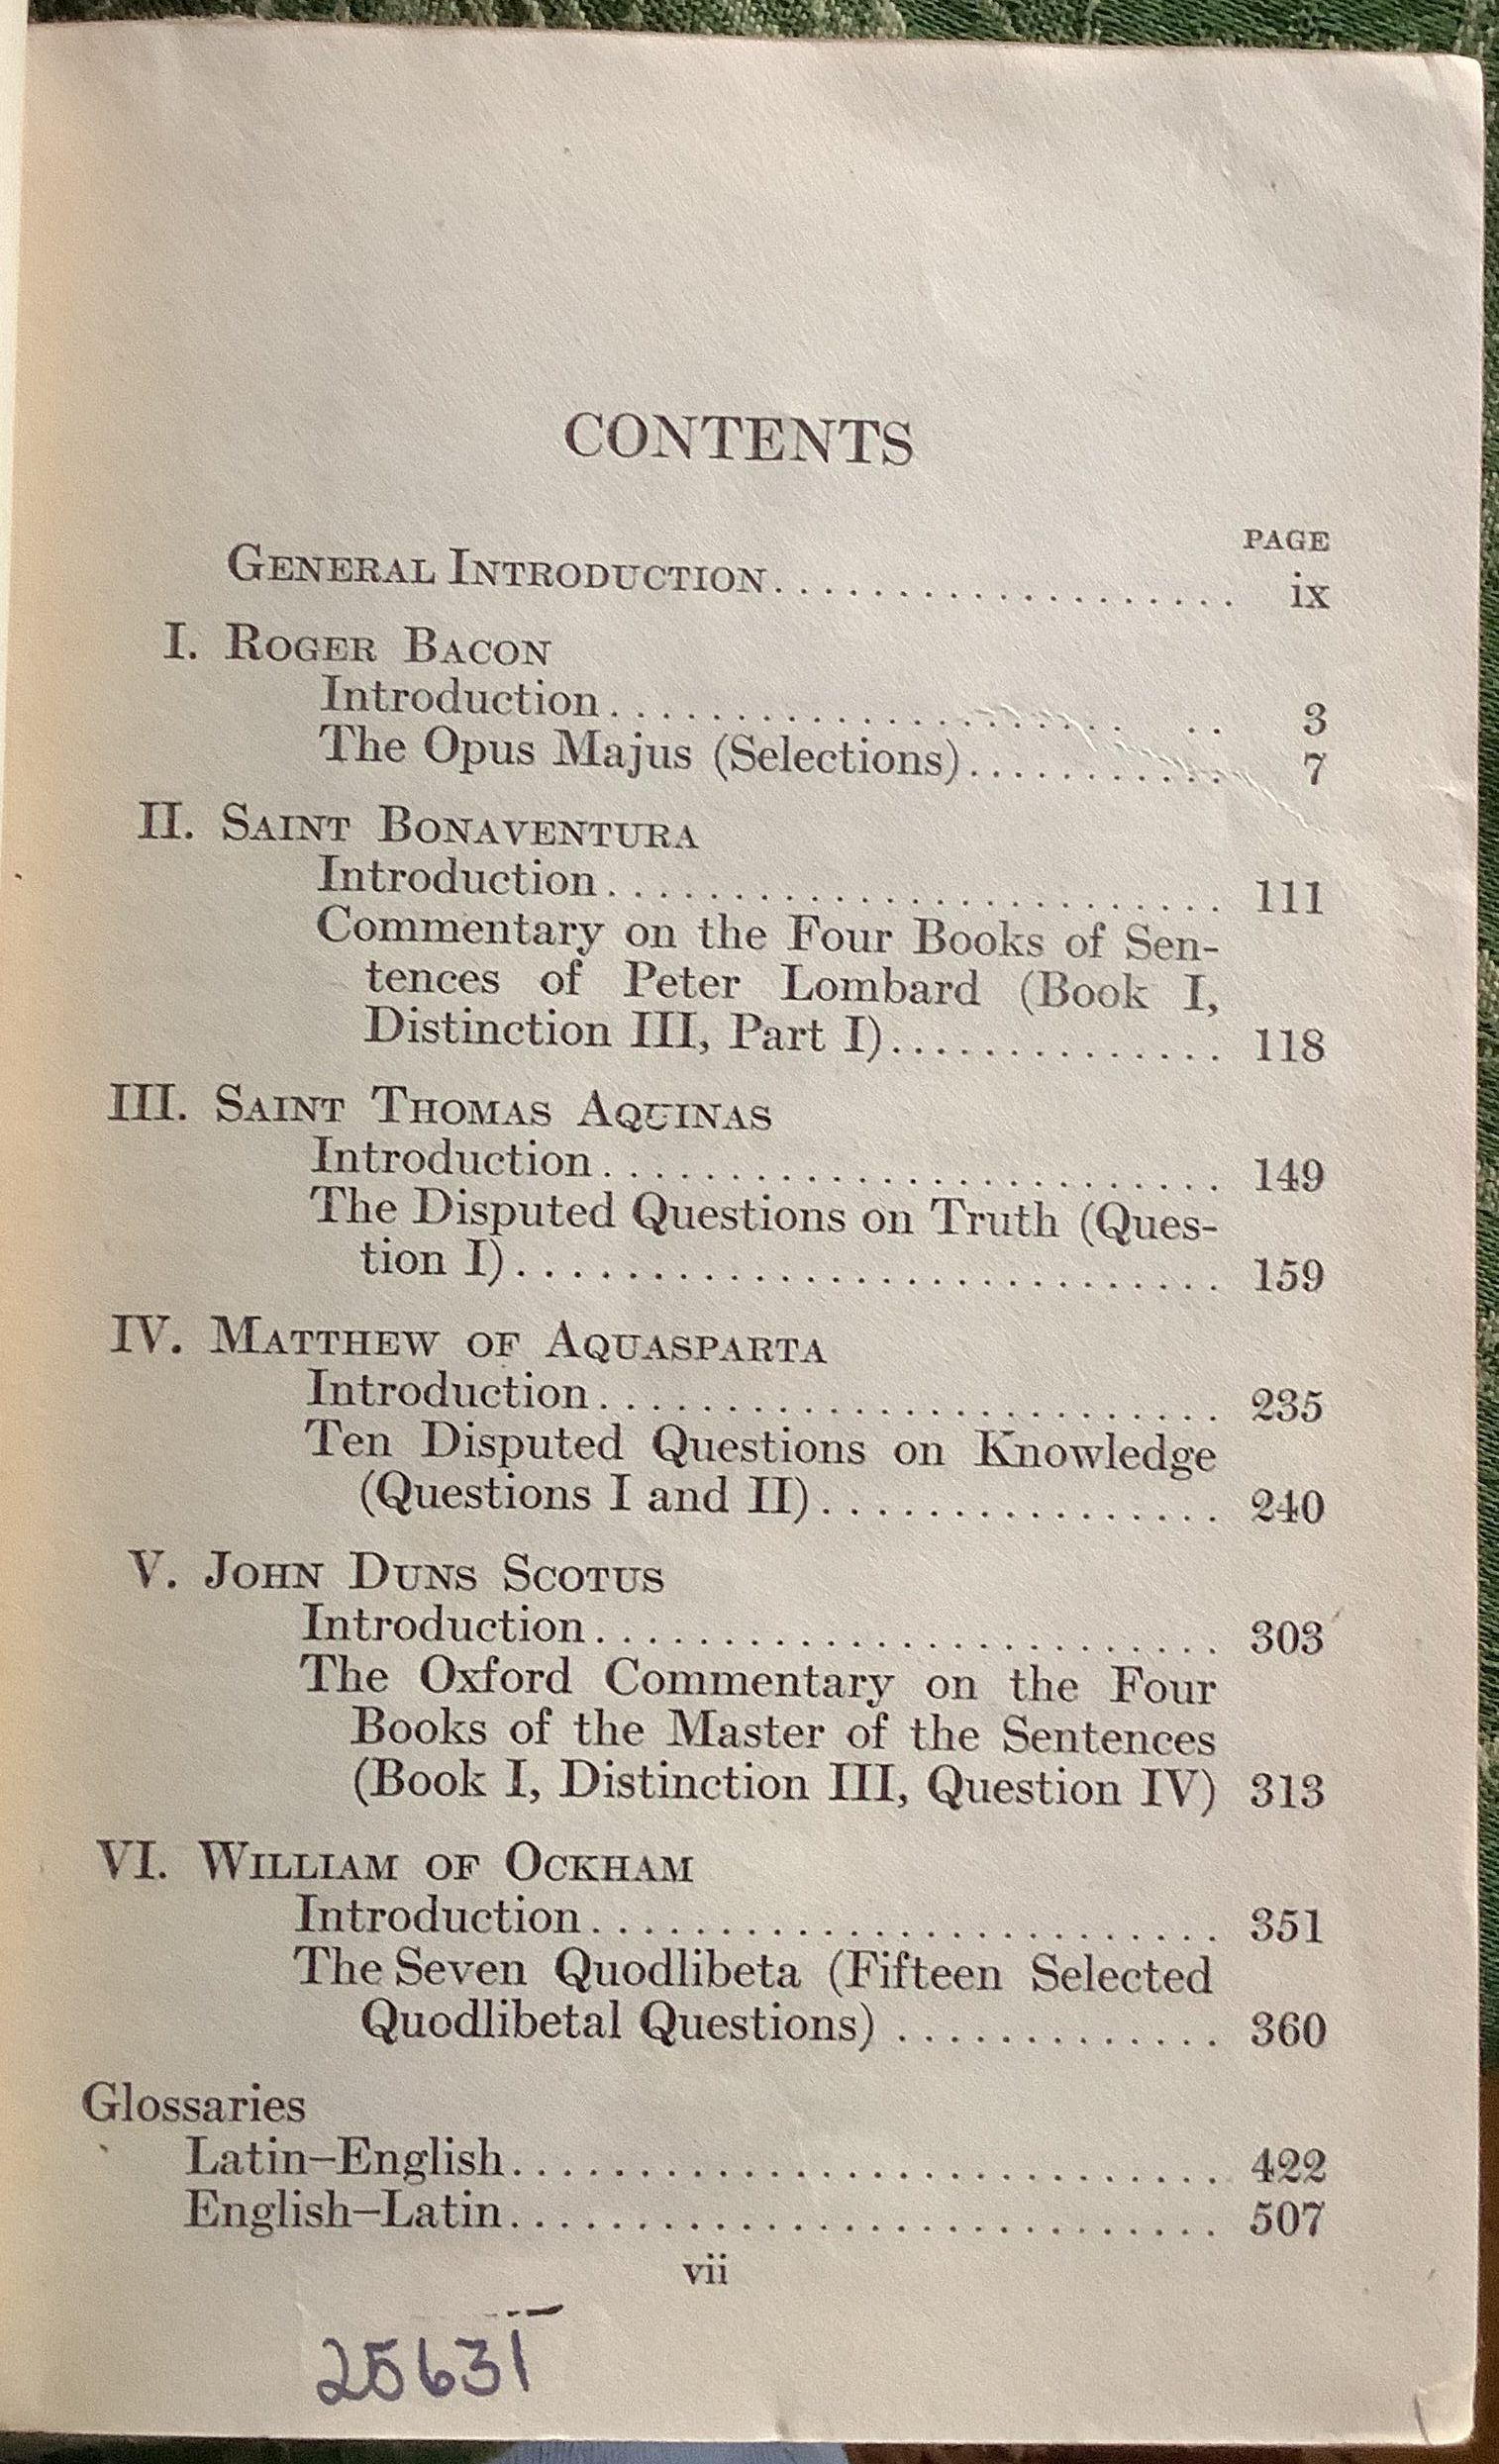 CONTENTS
PAGE
GENERAL INTRODUCTION.................... ix
I. ROGER BACON
Introduction........................ .. 3
The Opus Majus (Selections)............ 7
II. SAINT BONAVENTURA
Introduction......................... 111
Commentary on the Four Books of Sen-
tences of Peter Lombard (Book I,
Distinction III, Part I).............. 118
III. SAINT THOMAS AQUINAS
Introduction......................... 149
The Disputed Questions on Truth (Ques-
tion I)............................. 159
IV. MATTHEW OF AQUASPARTA
Introduction......................... 235
Ten Disputed Questions on Knowledge
(Questions I and II)................. 240
V. JOHN DUNS SCOTUS
Introduction......................... 303
The Oxford Commentary on the Four
Books of the Master of the Sentences
(Book I, Distinction III, Question IV) 313
VI. WILLIAM OF OCKHAM
Introduction......................... 351
The Seven Quodlibeta (Fifteen Selected
Quodlibetal Questions) ............. 360
Glossaries
Latin–English............................ 422
English–Latin............................ 507
vii
25631